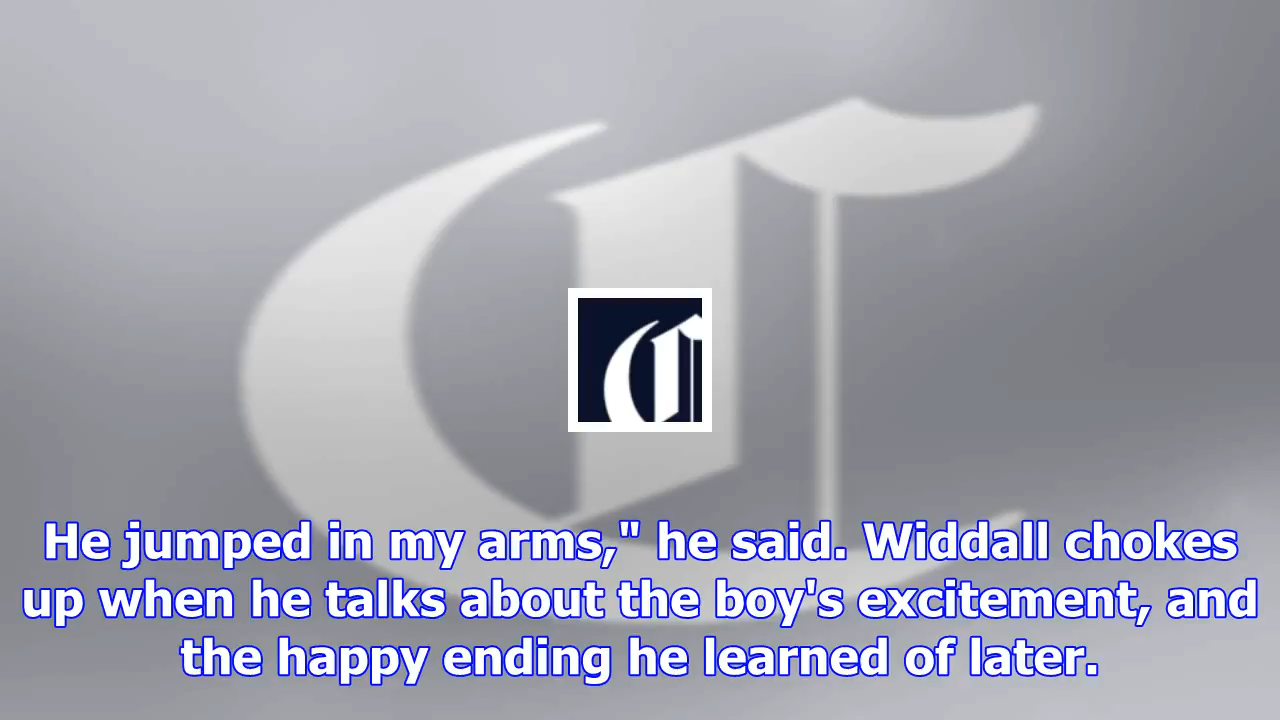 He jumped in my arms," he said. Widdall chokes
up when he talks about the boy's excitement, and
the happy ending he learned of later.